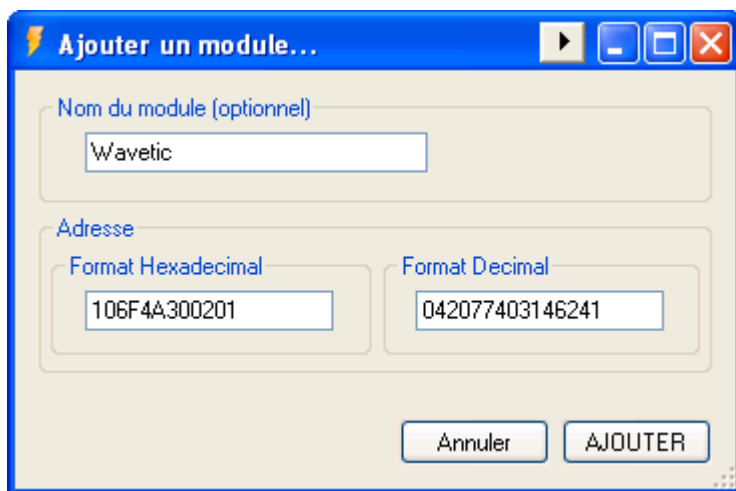 Ajouter un module...
Nom du module (optionnel)
Wavetic
Adresse
Format Hexadecimal
Format Decimal
106F4A300201
042077403146241
Annuler
AJOUTER